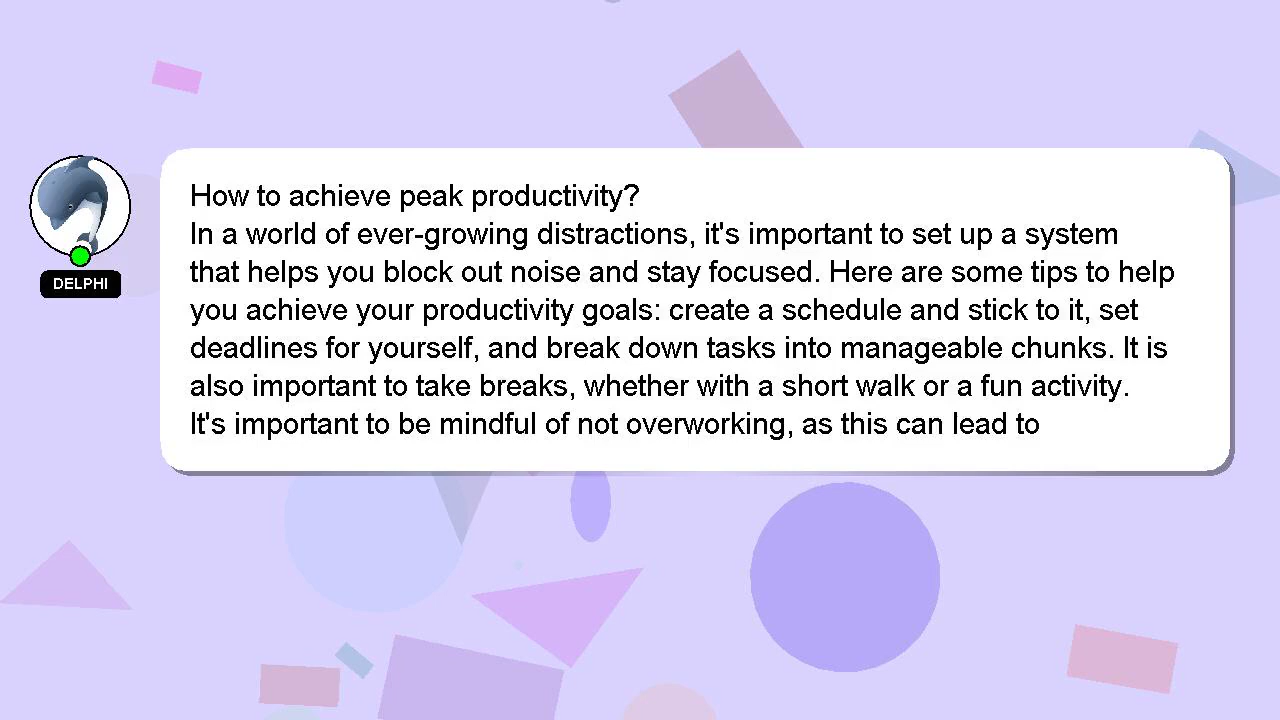 How to achieve peak productivity?
In a world of ever-growing distractions, it's important to set up a system
that helps you block out noise and stay focused. Here are some tips to help
you achieve your productivity goals: create a schedule and stick to it, set
deadlines for yourself, and break down tasks into manageable chunks. It is
also important to take breaks, whether with a short walk or a fun activity.
It's important to be mindful of not overworking, as this can lead to
DELPHI